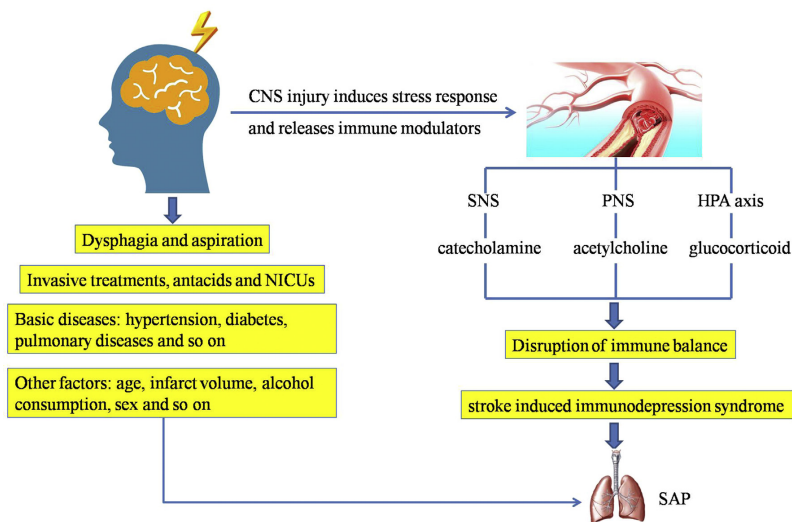 CNS injury induces stress response
and releases immune modulators
SNS
PNS
HPA axis
catecholamine
acetylcholine
glucocorticoid
Dysphagia and aspiration
Invasive treatments, antacids and NICUs
Basic diseases: hypertension, diabetes,
pulmonary diseases and so on
Other factors: age, infarct volume, alcohol
consumption, sex and so on
Disruption of immune balance
stroke induced immunodepression syndrome
SAP